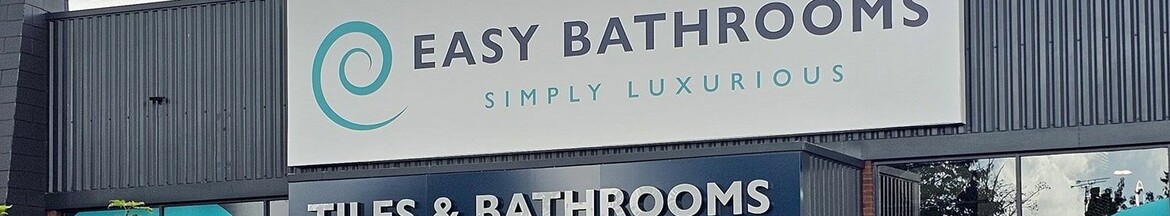 EASY BATHROOMS
SIMPLY LUXURIOUS
TILES & BATHROOMS